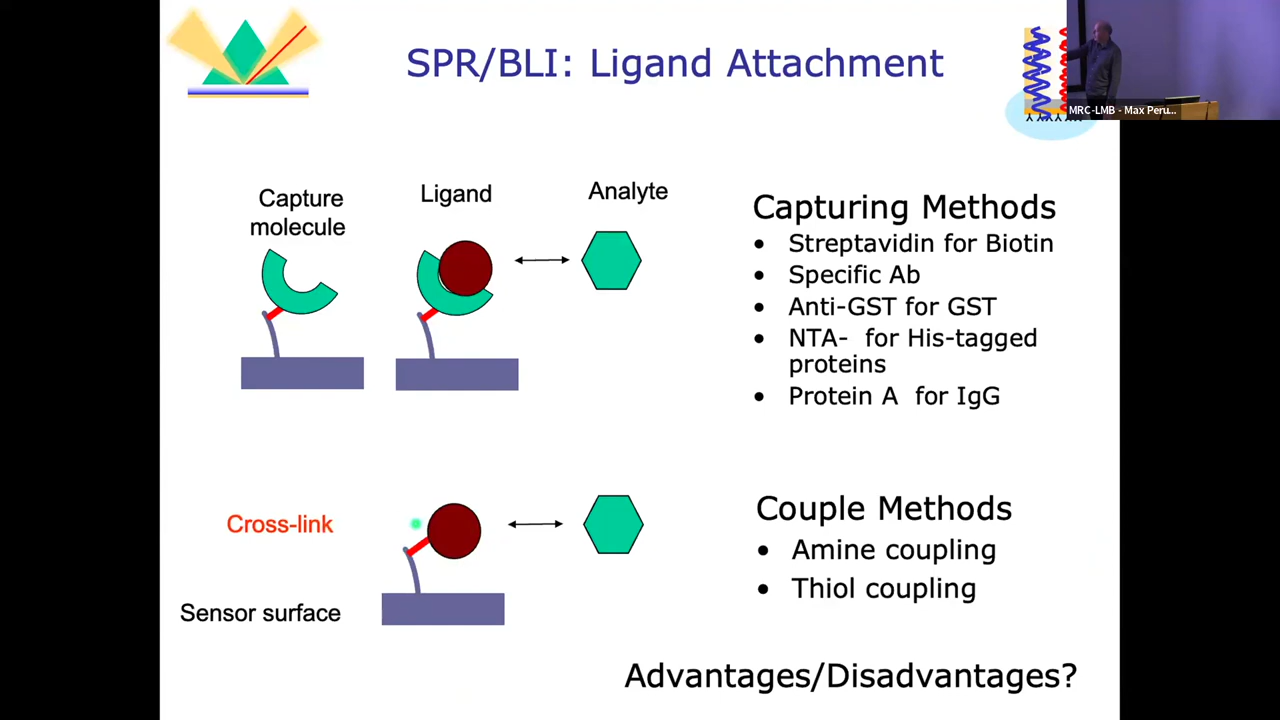 SPR/BLI: Ligand Attachment
MRC-LMB - Max Peru...
Capture
molecule
Ligand
Analyte
Capturing Methods
• Streptavidin for Biotin
• Specific Ab
• Anti-GST for GST
• NTA- for His-tagged
proteins
• Protein A for IgG
Cross-link
Sensor surface
Couple Methods
• Amine coupling
• Thiol coupling
Advantages/Disadvantages?